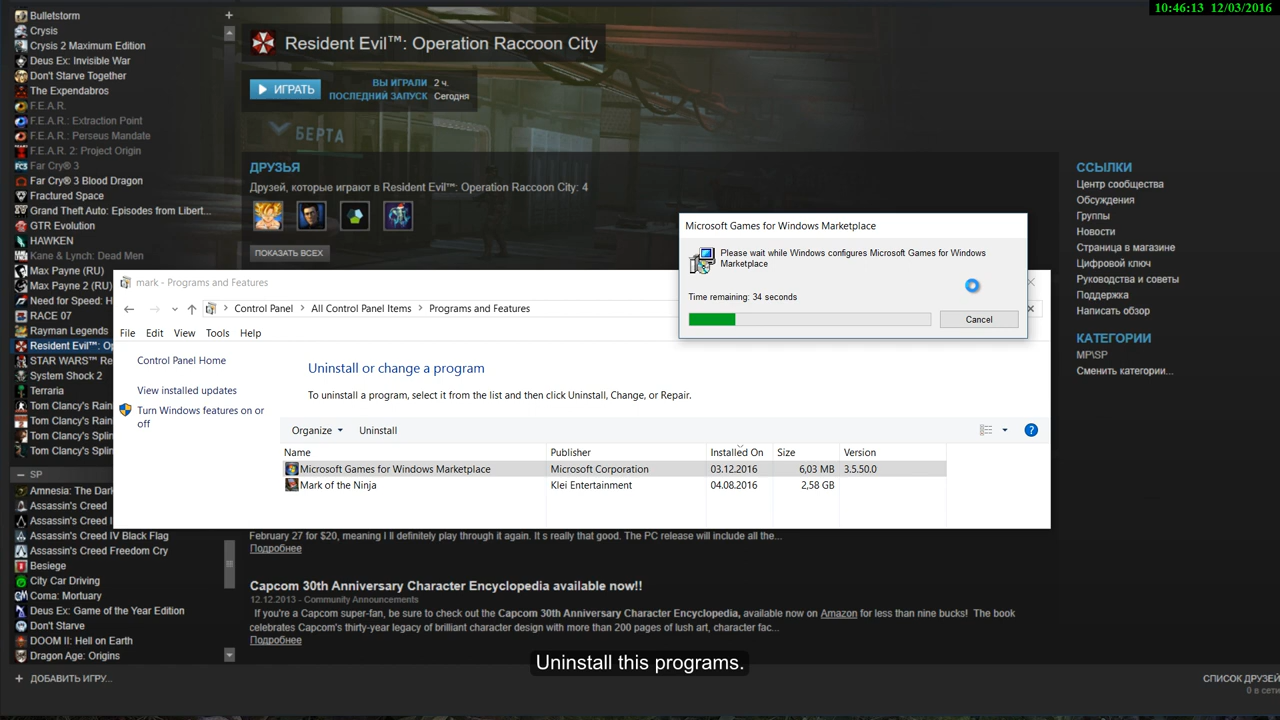 10:46:13 12/03/2016
Bulletstorm
Crysis
Crysis 2 Maximum Edition
Deus Ex: Invisible War
Don't Starve Together
The Expendabros
F.E.A.R.
F.E.A.R.: Extraction Point
F.E.A.R.: Perseus Mandate
F.E.A.R. 2: Project Origin
Far Cry® 3
Far Cry® 3 Blood Dragon
Fractured Space
Grand Theft Auto: Episodes from Libert...
GTR Evolution
HAWKEN
Kane & Lynch: Dead Men
Max Payne (RU)
Max Payne 2 (RU)
Need for Speed: H
RACE 07
Rayman Legends
Resident Evil™: Op
STAR WARS™ Re
System Shock 2
Terraria
Tom Clancy's Rain
Tom Clancy's Rain
Tom Clancy's Splin
Tom Clancy's Splin
SP
Amnesia: The Dark
Assassin's Creed
Assassin's Creed I
Assassin's Creed IV Black Flag
Assassin's Creed Freedom Cry
Besiege
City Car Driving
Coma: Mortuary
Deus Ex: Game of the Year Edition
Don't Starve
DOOM II: Hell on Earth
Dragon Age: Origins
+ ДОБАВИТЬ ИГРУ...
Resident Evil™: Operation Raccoon City
ИГРАТЬ
ВЫ ИГРАЛИ 2 ч.
ПОСЛЕДНИЙ ЗАПУСК Сегодня
БЕРТА
ДРУЗЬЯ
Друзей, которые играют в Resident Evil™: Operation Raccoon City: 4
ПОКАЗАТЬ ВСЕХ
ССЫЛКИ
Центр сообщества
Обсуждения
Группы
Новости
Страница в магазине
Цифровой ключ
Руководства и советы
Поддержка
Написать обзор
КАТЕГОРИИ
MP\SP
Сменить категории...
Microsoft Games for Windows Marketplace
Please wait while Windows configures Microsoft Games for Windows
Marketplace
Time remaining: 34 seconds
Cancel
mark - Programs and Features
Control Panel > All Control Panel Items > Programs and Features
File Edit View Tools Help
Control Panel Home
View installed updates
Turn Windows features on or
off
Uninstall or change a program
To uninstall a program, select it from the list and then click Uninstall, Change, or Repair.
Organize Uninstall
Name Publisher Installed On Size Version
Microsoft Games for Windows Marketplace Microsoft Corporation 03.12.2016 6,03 MB 3.5.50.0
Mark of the Ninja Klei Entertainment 04.08.2016 2,58 GB
February 27 for $20, meaning I ll definitely play through it again. It s really that good. The PC release will include all the...
Подробнее
Capcom 30th Anniversary Character Encyclopedia available now!!
12.12.2013 - Community Announcements
If you're a Capcom super-fan, be sure to check out the Capcom 30th Anniversary Character Encyclopedia, available now on Amazon for less than nine bucks! The book
celebrates Capcom's thirty-year legacy of brilliant character design with more than 200 pages of lush art, character fac...
Подробнее
Uninstall this programs.
СПИСОК ДРУЗЕЙ
0 в сети